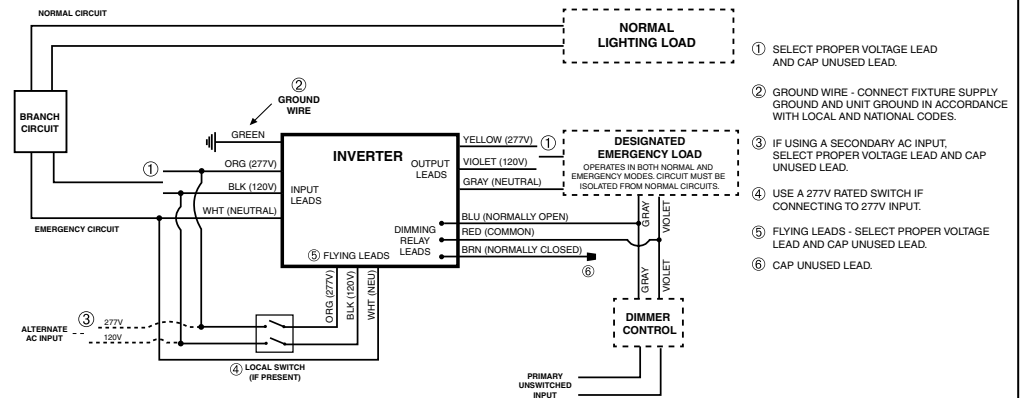 NORMAL CIRCUIT
NORMAL
LIGHTING LOAD
BRANCH
CIRCUIT
②
GROUND
WIRE
GREEN
①
ORG (277V)
BLK (120V)
WHT (NEUTRAL)
EMERGENCY CIRCUIT
INVERTER
INPUT
LEADS
OUTPUT
LEADS
DIMMING
RELAY
LEADS
⑤ FLYING LEADS
YELLOW (277V)
①
VIOLET (120V)
GRAY (NEUTRAL)
BLU (NORMALLY OPEN)
RED (COMMON)
BRN (NORMALLY CLOSED)
⑥
DESIGNATED
EMERGENCY LOAD
OPERATES IN BOTH NORMAL AND
EMERGENCY MODES. CIRCUIT MUST BE
ISOLATED FROM NORMAL CIRCUITS.
GRAY
VIOLET
GRAY
VIOLET
DIMMER
CONTROL
PRIMARY
UNSWITCHED
INPUT
ORG (277V)
BLK (120V)
WHT (NEU)
ALTERNATE
AC INPUT
③
277V
120V
④ LOCAL SWITCH
(IF PRESENT)
① SELECT PROPER VOLTAGE LEAD
AND CAP UNUSED LEAD.
② GROUND WIRE - CONNECT FIXTURE SUPPLY
GROUND AND UNIT GROUND IN ACCORDANCE
WITH LOCAL AND NATIONAL CODES.
③ IF USING A SECONDARY AC INPUT,
SELECT PROPER VOLTAGE LEAD AND CAP
UNUSED LEAD.
④ USE A 277V RATED SWITCH IF
CONNECTING TO 277V INPUT.
⑤ FLYING LEADS - SELECT PROPER VOLTAGE
LEAD AND CAP UNUSED LEAD.
⑥ CAP UNUSED LEAD.